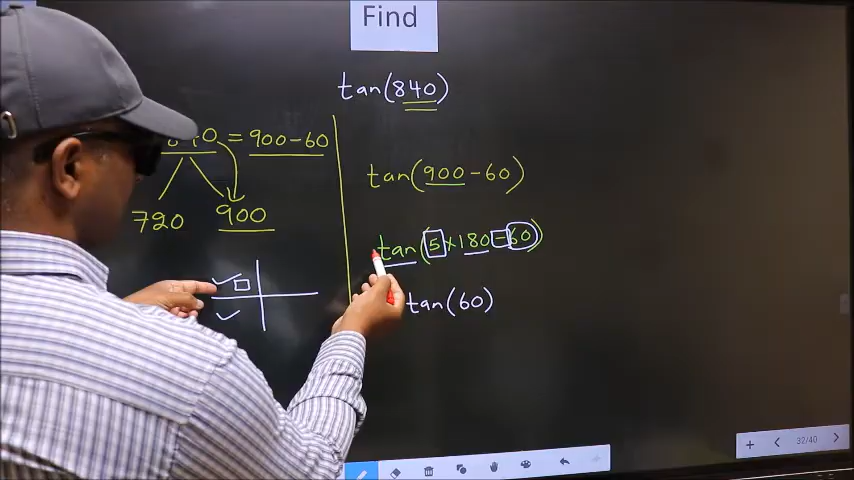 Find
tan(840)
= 900-60
720 900
tan(900-60)
tan(5×180-60)
tan(60)
32/40